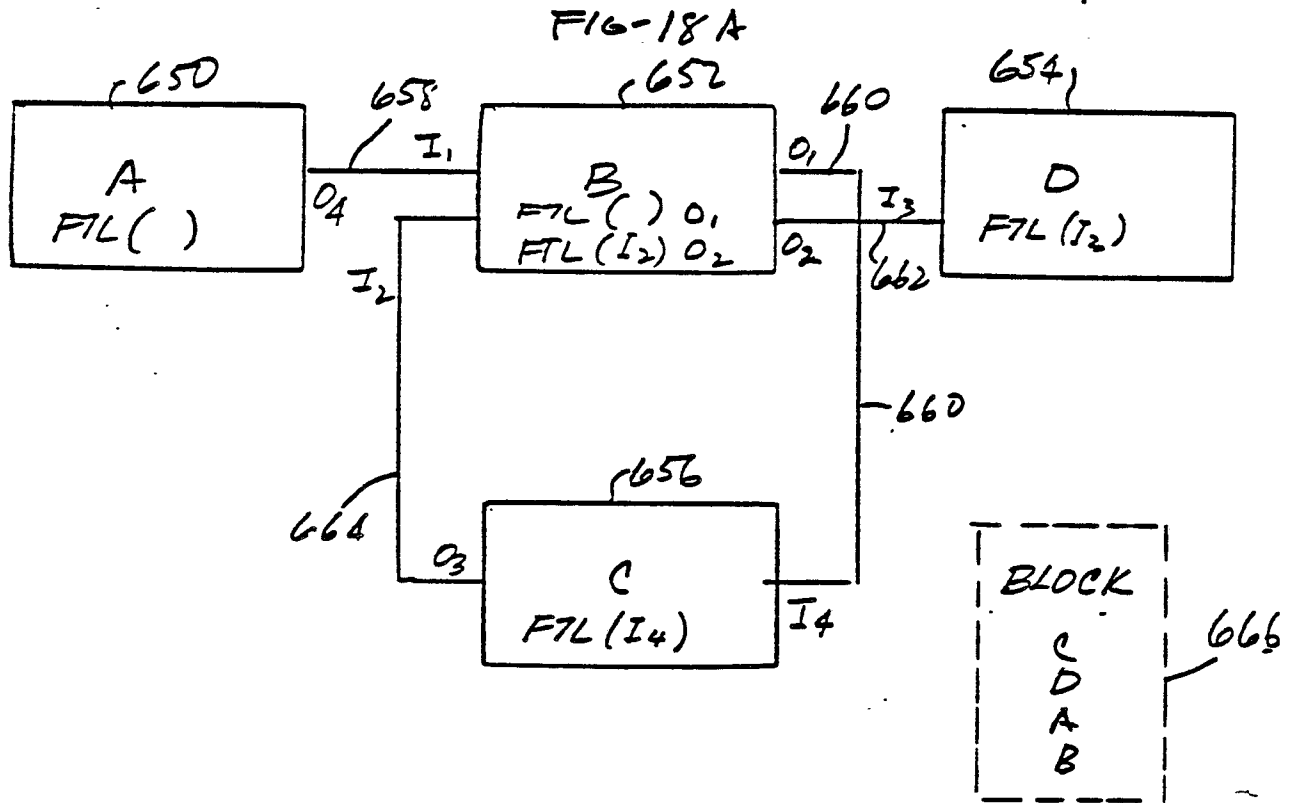 FIG-18A
650
A
FTL( )
O4
658
I1
652
B
FTL( ) O1
FTL(I2) O2
I2
O1
660
O2
I3
662
654
D
FTL(I3)
660
664
656
O3
C
FTL(I4)
I4
BLOCK
C
D
A
B
666